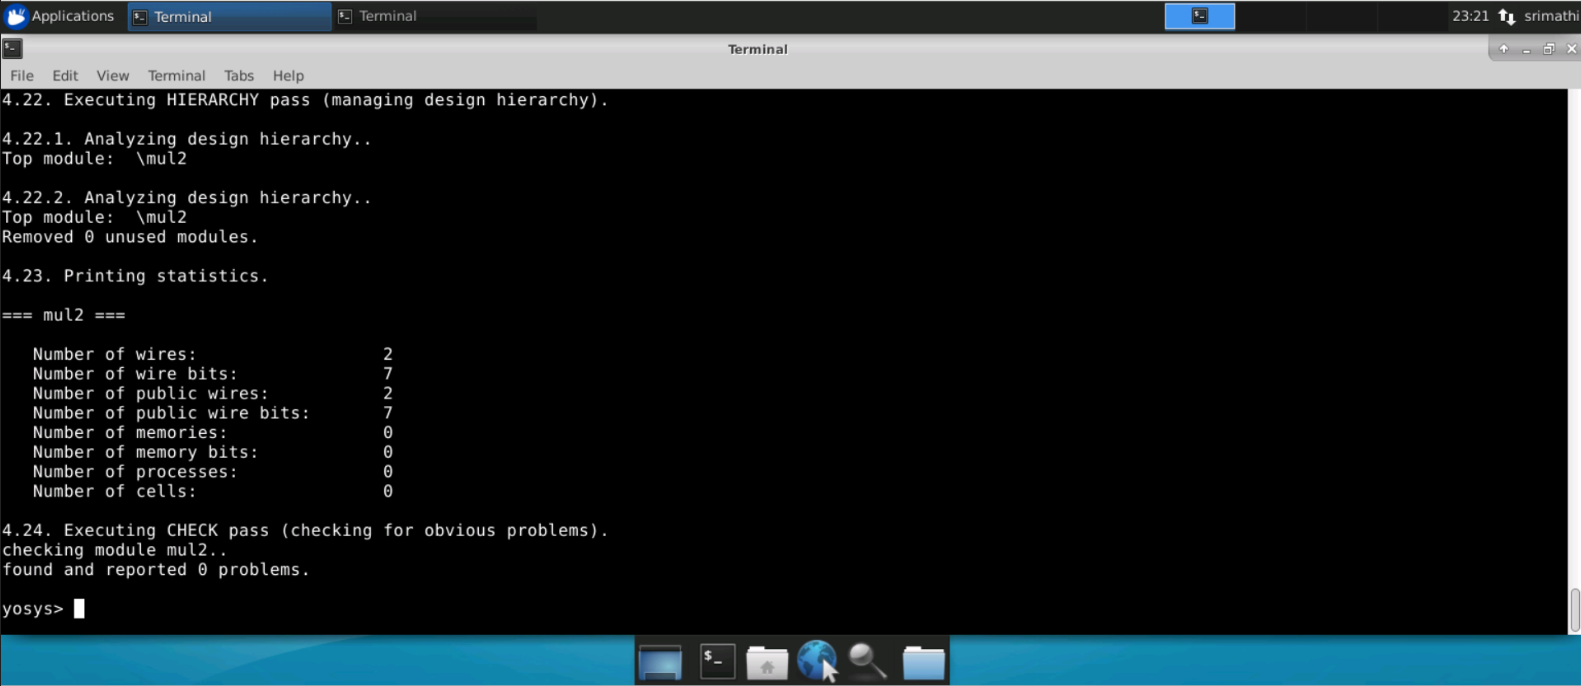 Applications
Terminal
Terminal
23:21
srimathi
Terminal
File Edit View Terminal Tabs Help
4.22. Executing HIERARCHY pass (managing design hierarchy).
4.22.1. Analyzing design hierarchy..
Top module:  \mul2
4.22.2. Analyzing design hierarchy..
Top module:  \mul2
Removed 0 unused modules.
4.23. Printing statistics.
=== mul2 ===
Number of wires: 2
Number of wire bits: 7
Number of public wires: 2
Number of public wire bits: 7
Number of memories: 0
Number of memory bits: 0
Number of processes: 0
Number of cells: 0
4.24. Executing CHECK pass (checking for obvious problems).
checking module mul2..
found and reported 0 problems.
yosys>